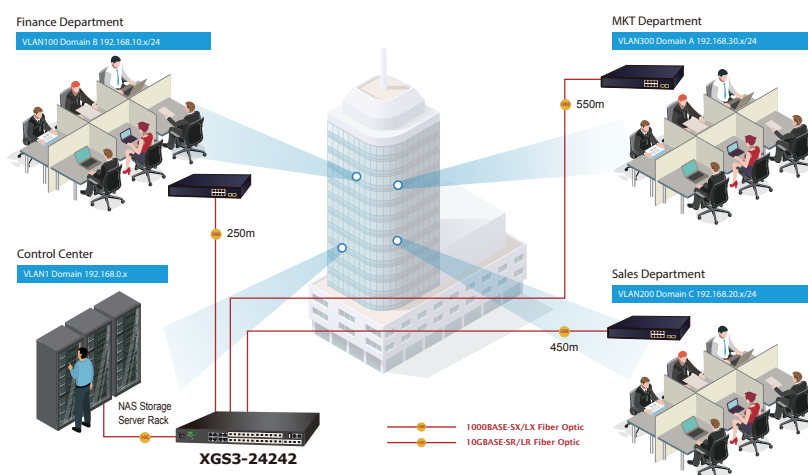 Finance Department
VLAN100 Domain B 192.168.10.x/24
MKT Department
VLAN300 Domain A 192.168.30.x/24
550m
250m
Control Center
VLAN1 Domain 192.168.0.x
Sales Department
VLAN200 Domain C 192.168.20.x/24
450m
NAS Storage
Server Rack
XGS3-24242
1000BASE-SX/LX Fiber Optic
10GBASE-SR/LR Fiber Optic